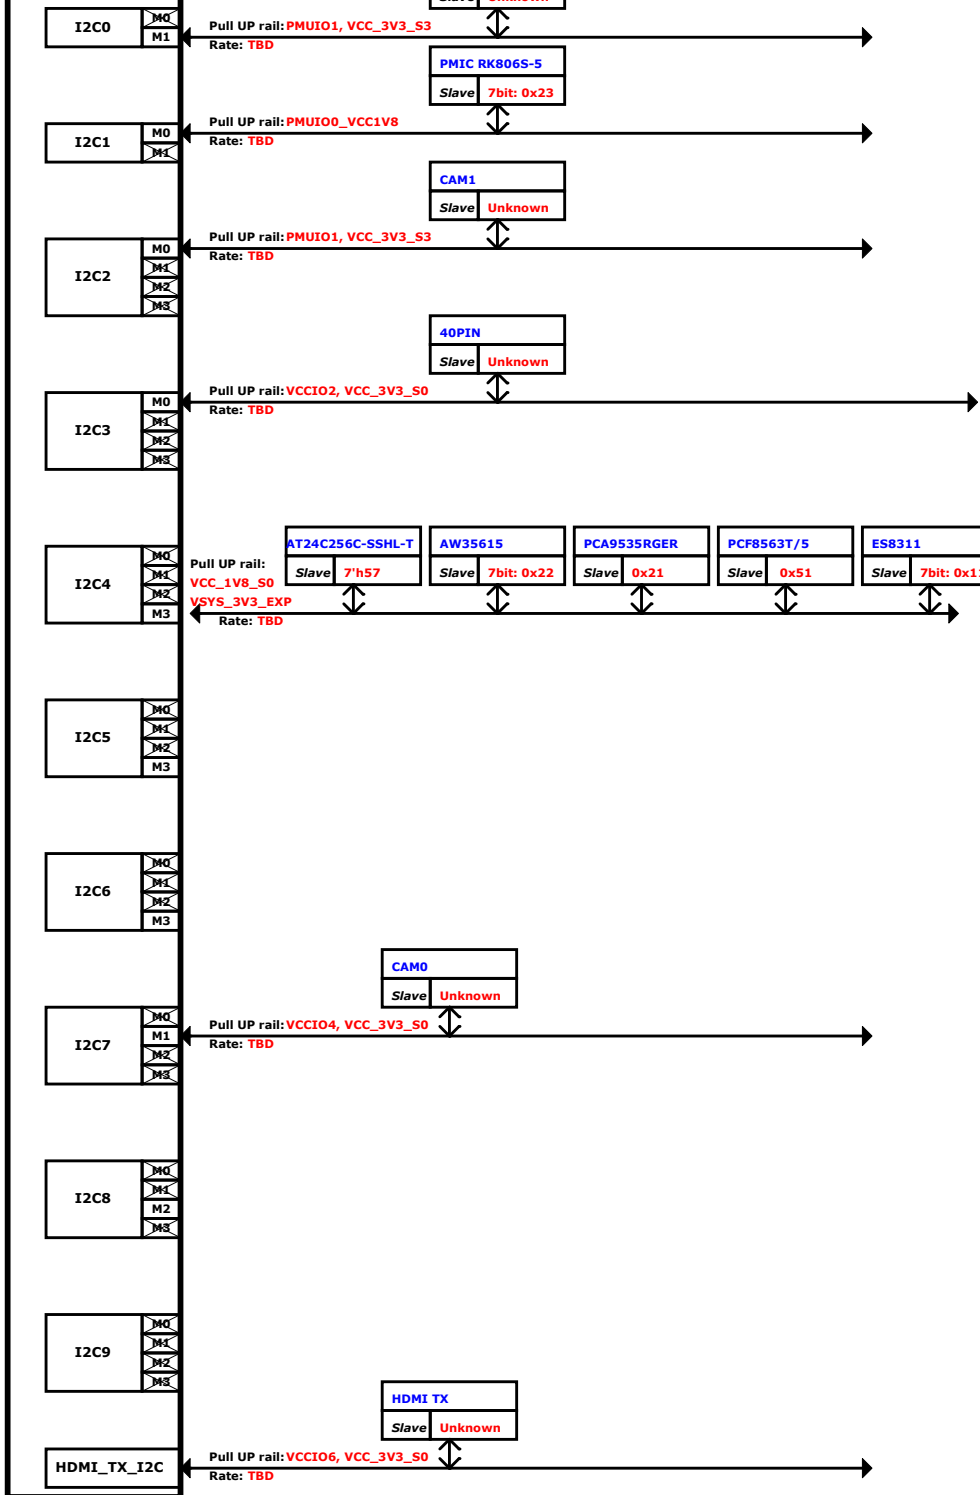 Slave Unknown
I2C0
M0
M1
Pull UP rail: PMUIO1, VCC_3V3_S3
Rate: TBD
PMIC RK806S-5
Slave 7bit: 0x23
I2C1
M0
M1
Pull UP rail: PMUIO0_VCC1V8
Rate: TBD
CAM1
Slave Unknown
I2C2
M0
M1
M2
M3
Pull UP rail: PMUIO1, VCC_3V3_S3
Rate: TBD
40PIN
Slave Unknown
I2C3
M0
M1
M2
M3
Pull UP rail: VCCIO2, VCC_3V3_S0
Rate: TBD
AT24C256C-SSHL-T AW35615 PCA9535RGER PCF8563T/5 ES8311
Slave 7'h57 Slave 7bit: 0x22 Slave 0x21 Slave 0x51 Slave 7bit:
I2C4
M0
M1
M2
M3
Pull UP rail:
VCC_1V8_S0
VSYS_3V3_EXP
Rate: TBD
I2C5
M0
M1
M2
M3
I2C6
M0
M1
M2
M3
CAM0
Slave Unknown
I2C7
M0
M1
M2
M3
Pull UP rail: VCCIO4, VCC_3V3_S0
Rate: TBD
I2C8
M0
M1
M2
M3
I2C9
M0
M1
M2
M3
HDMI TX
Slave Unknown
HDMI_TX_I2C
Pull UP rail: VCCIO6, VCC_3V3_S0
Rate: TBD